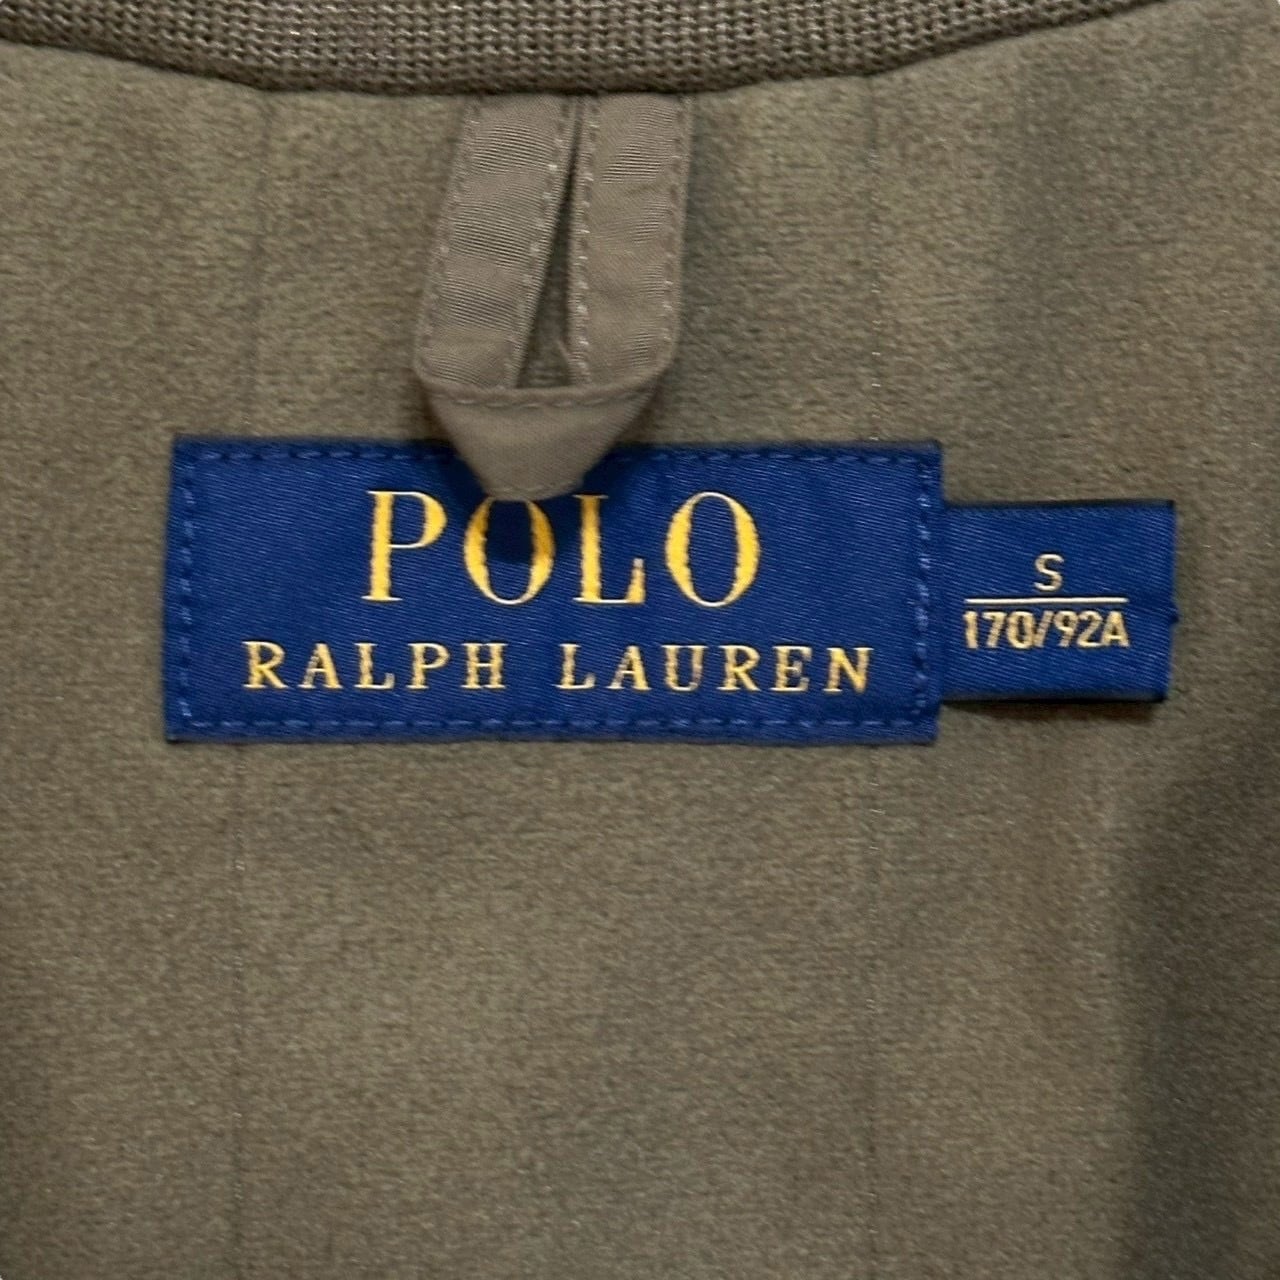 POLO
RALPH LAUREN
S
170/92A